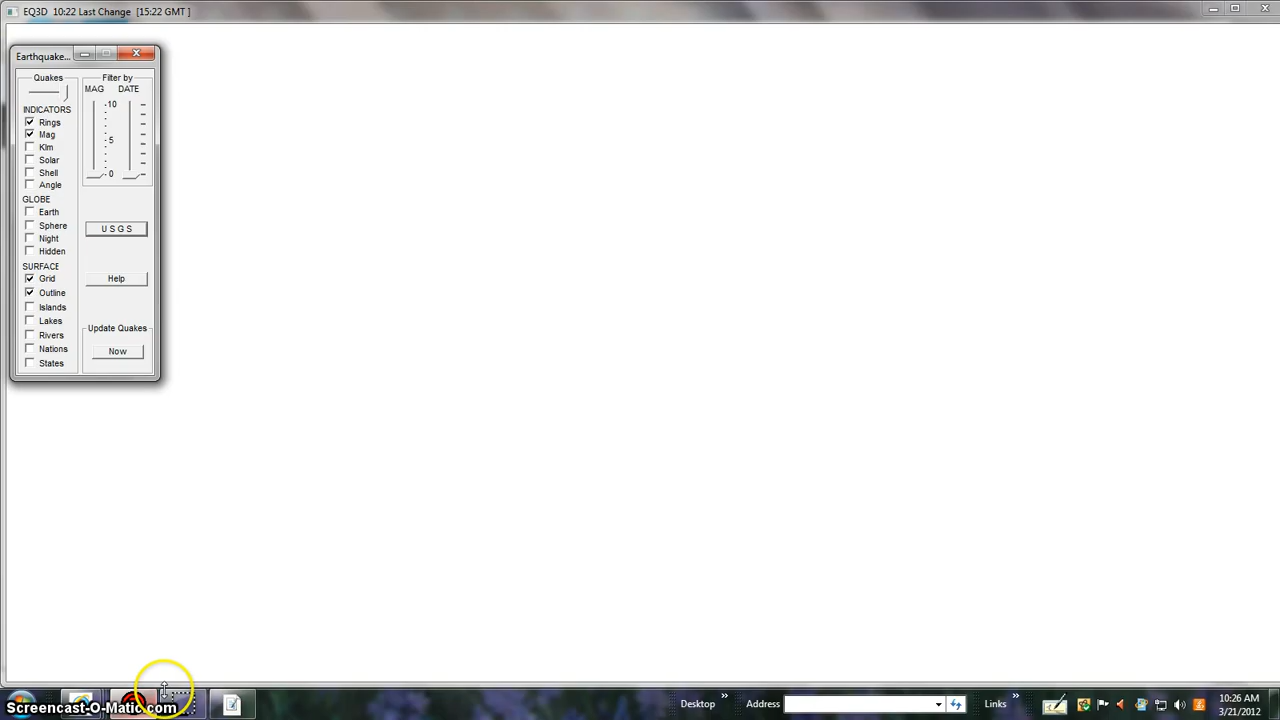 EQ3D 10:22 Last Change [15:22 GMT ]
Earthquake...
Quakes
Filter by
MAG DATE
10
5
0
INDICATORS
Rings
Mag
Klm
Solar
Shell
Angle
GLOBE
Earth
Sphere
Night
Hidden
SURFACE
Grid
Outline
Islands
Lakes
Rivers
Nations
States
U S G S
Help
Update Quakes
Now
Screencast-O-Matic.com
Desktop »
Address
Links »
10:26 AM
3/21/2012